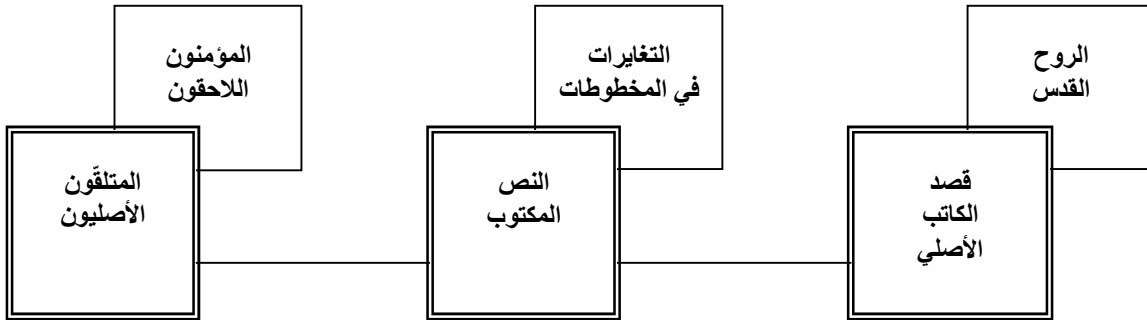 الروح
القدس
التغايرات
في المخطوطات
المؤمنون
اللاحقون
قصد
الكاتب
الأصلي
النص
المكتوب
المتلقّون
الأصليون